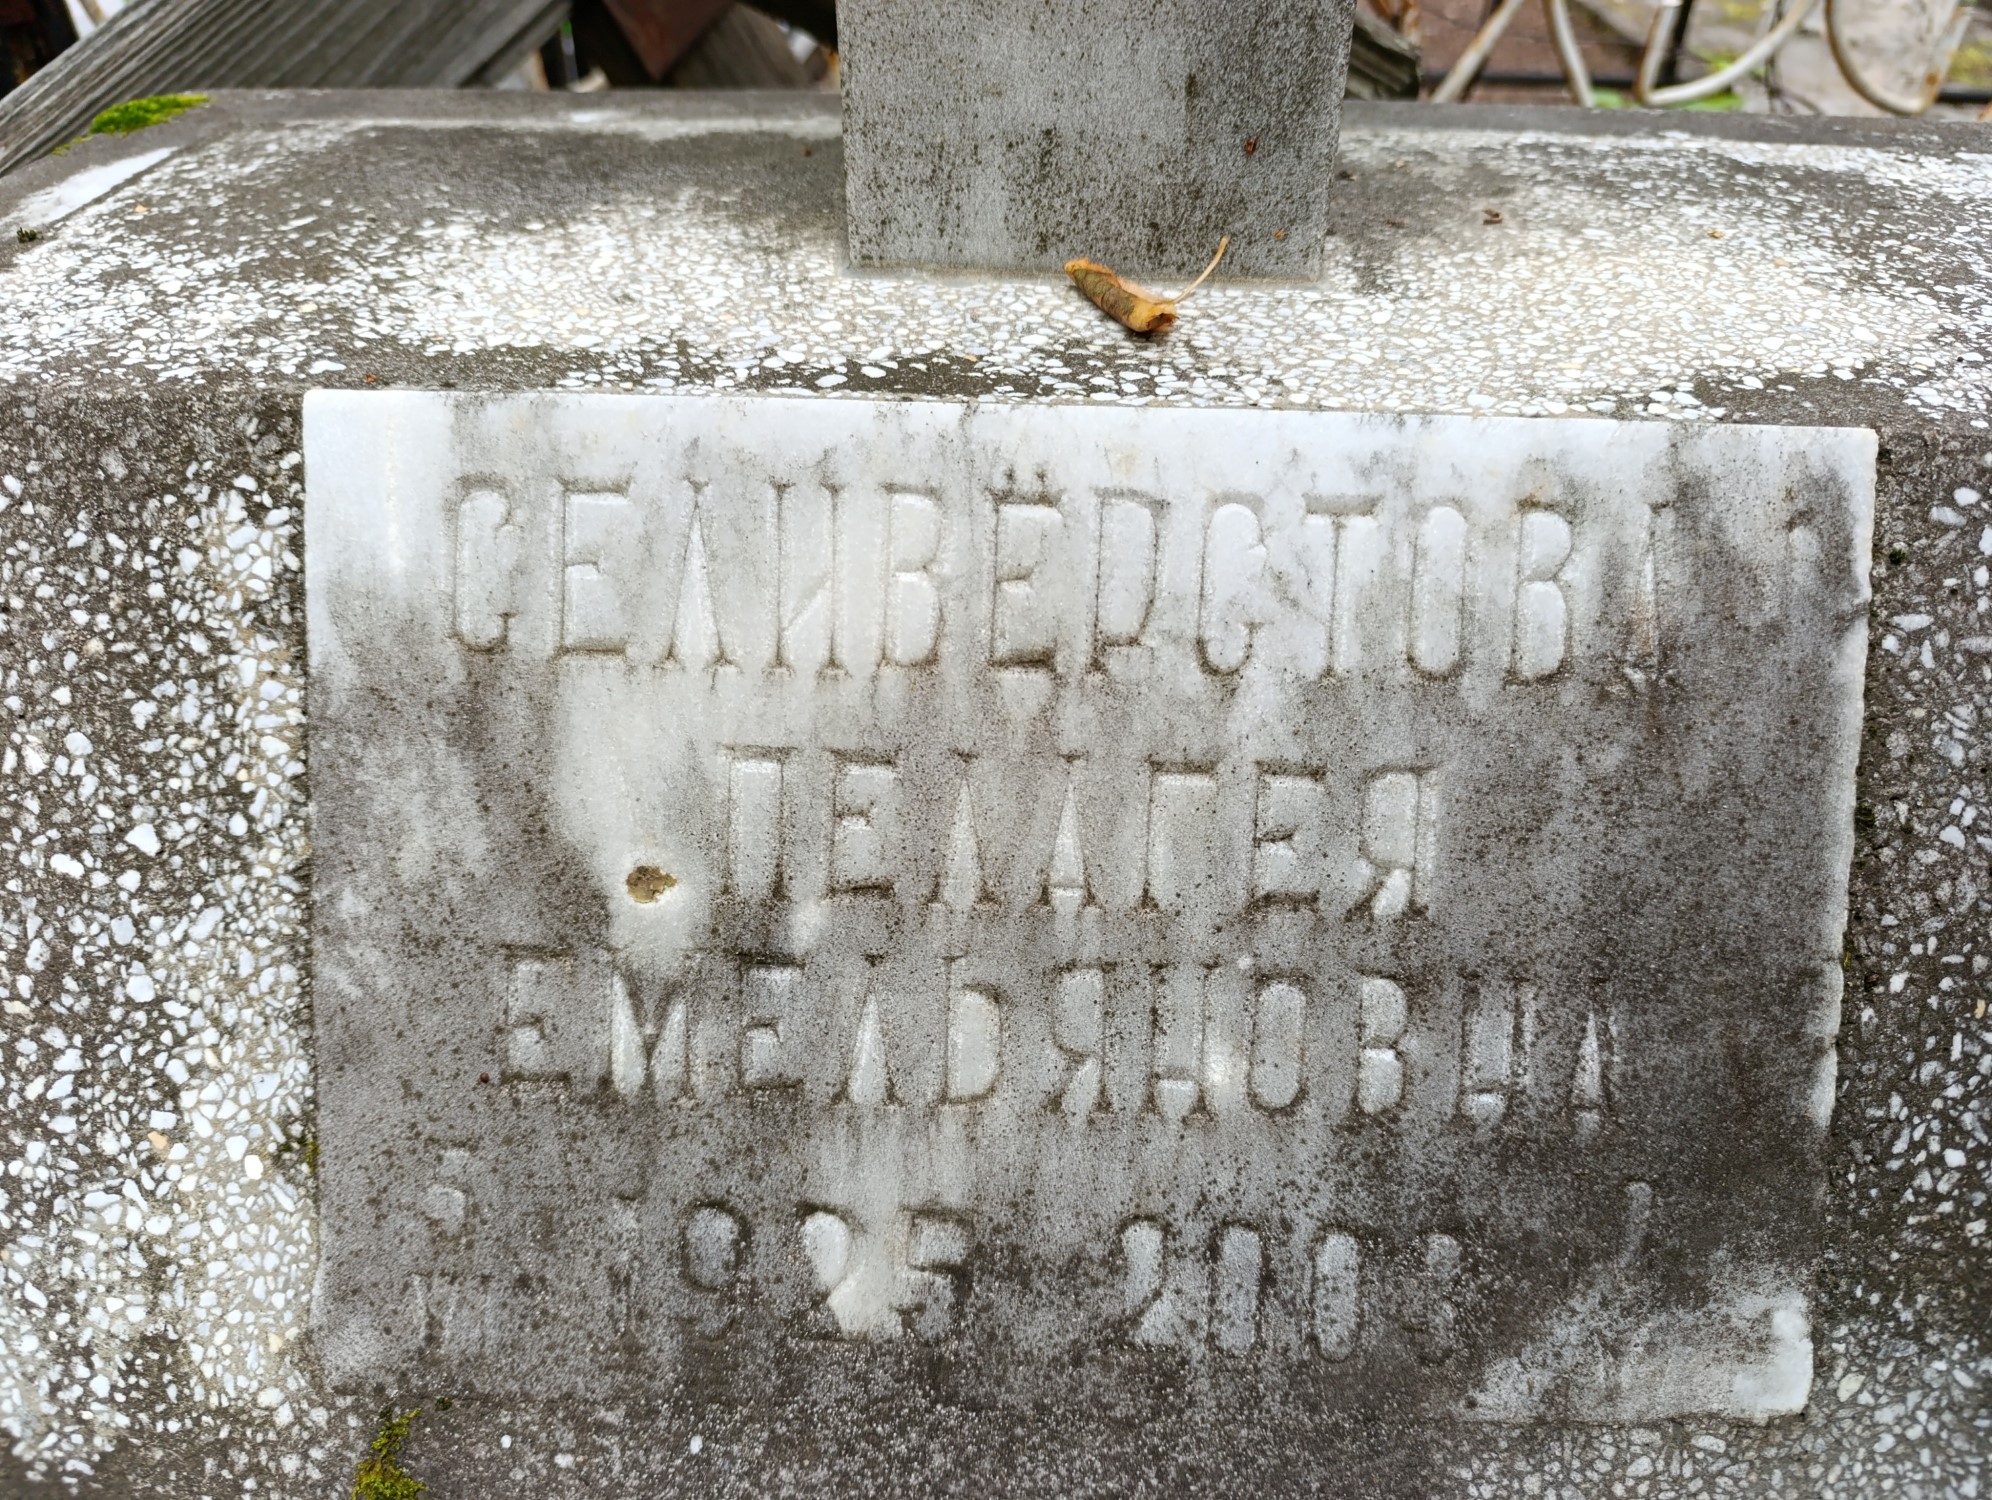 СЕЛИВЁРСТОВА
ПЕЛАГЕЯ
ЕМЕЛЬЯНОВНА
1925 2003